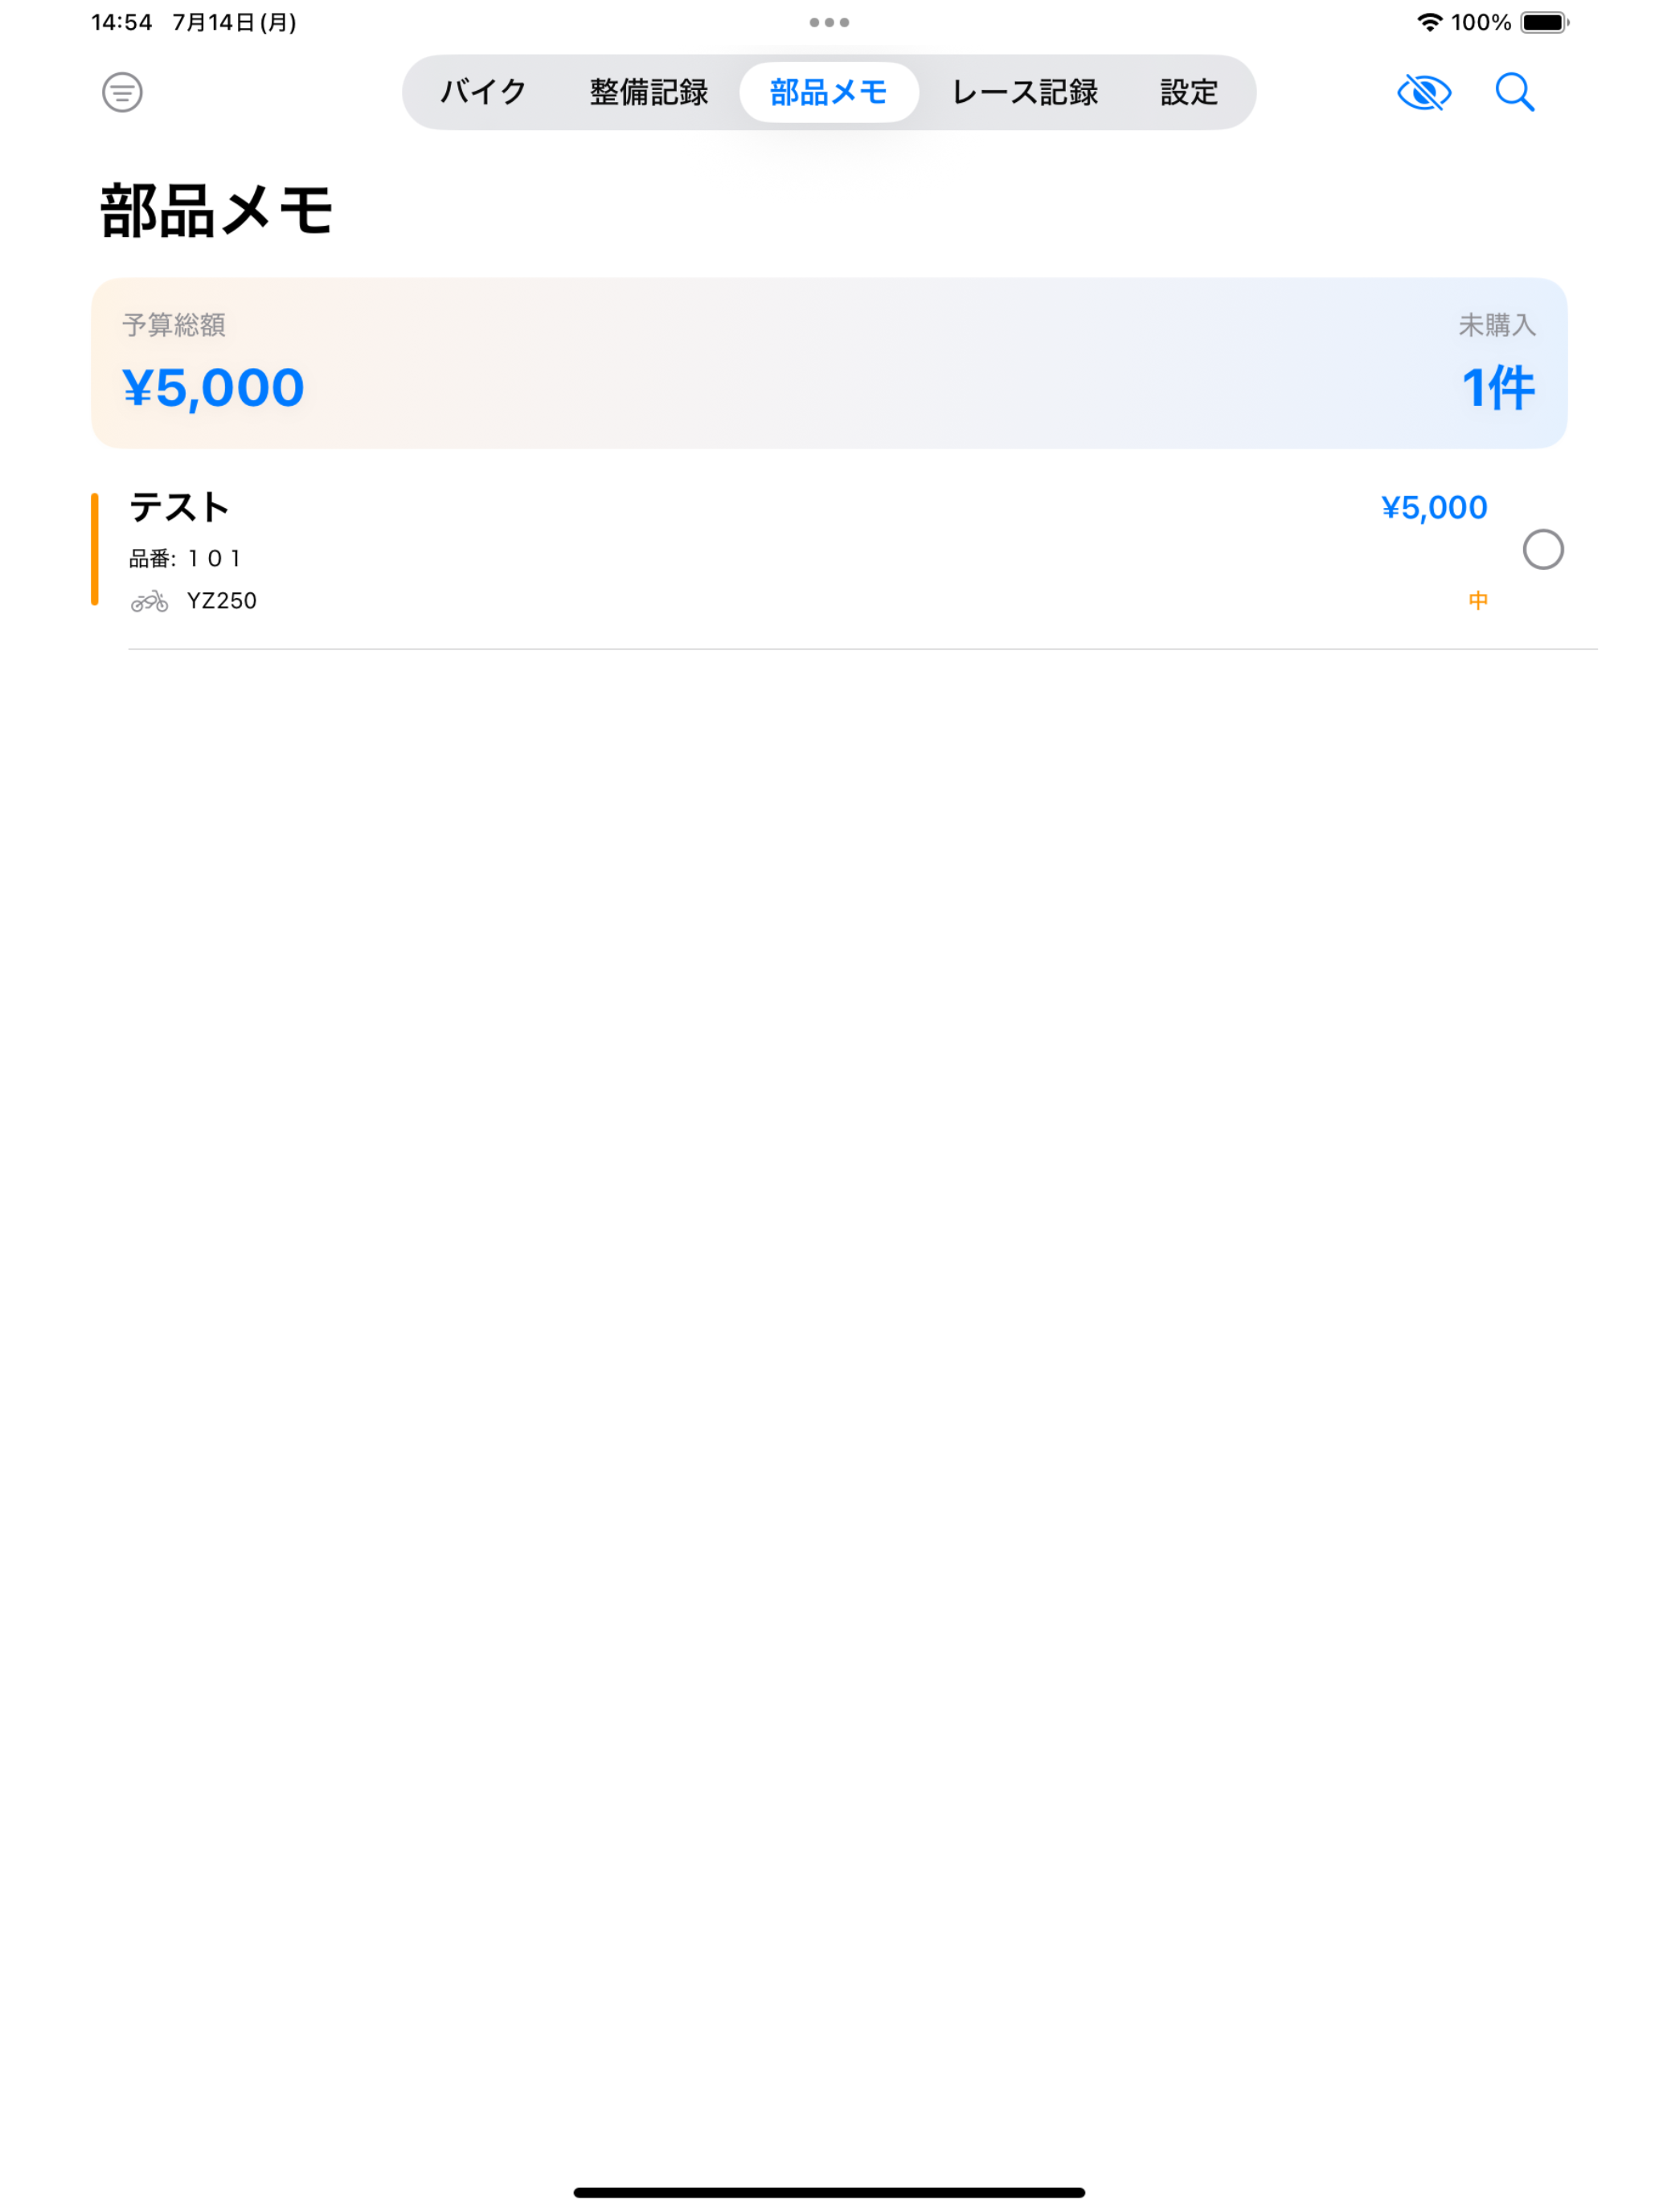 14:54 7月14日(月) 100%
バイク 整備記録 部品メモ レース記録 設定
部品メモ
予算総額 未購入
¥5,000 1件
テスト ¥5,000
品番: １０１
YZ250 中